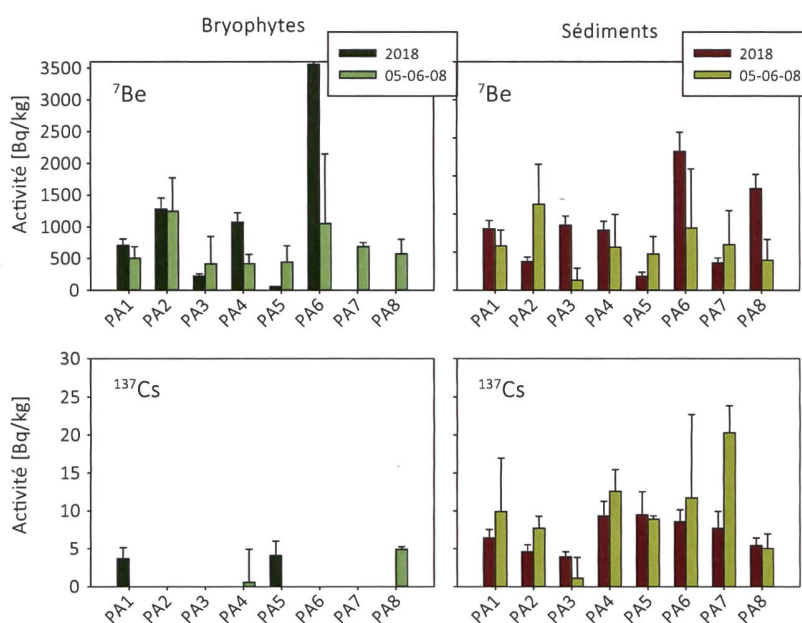 Bryophytes
Sédiments
2018
05-06-08
2018
05-06-08
⁷Be
⁷Be
Activité [Bq/kg]
3500
3000
2500
2000
1500
1000
500
0
PA1 PA2 PA3 PA4 PA5 PA6 PA7 PA8
PA1 PA2 PA3 PA4 PA5 PA6 PA7 PA8
¹³⁷Cs
¹³⁷Cs
Activité [Bq/kg]
30
25
20
15
10
5
0
PA1 PA2 PA3 PA4 PA5 PA6 PA7 PA8
PA1 PA2 PA3 PA4 PA5 PA6 PA7 PA8